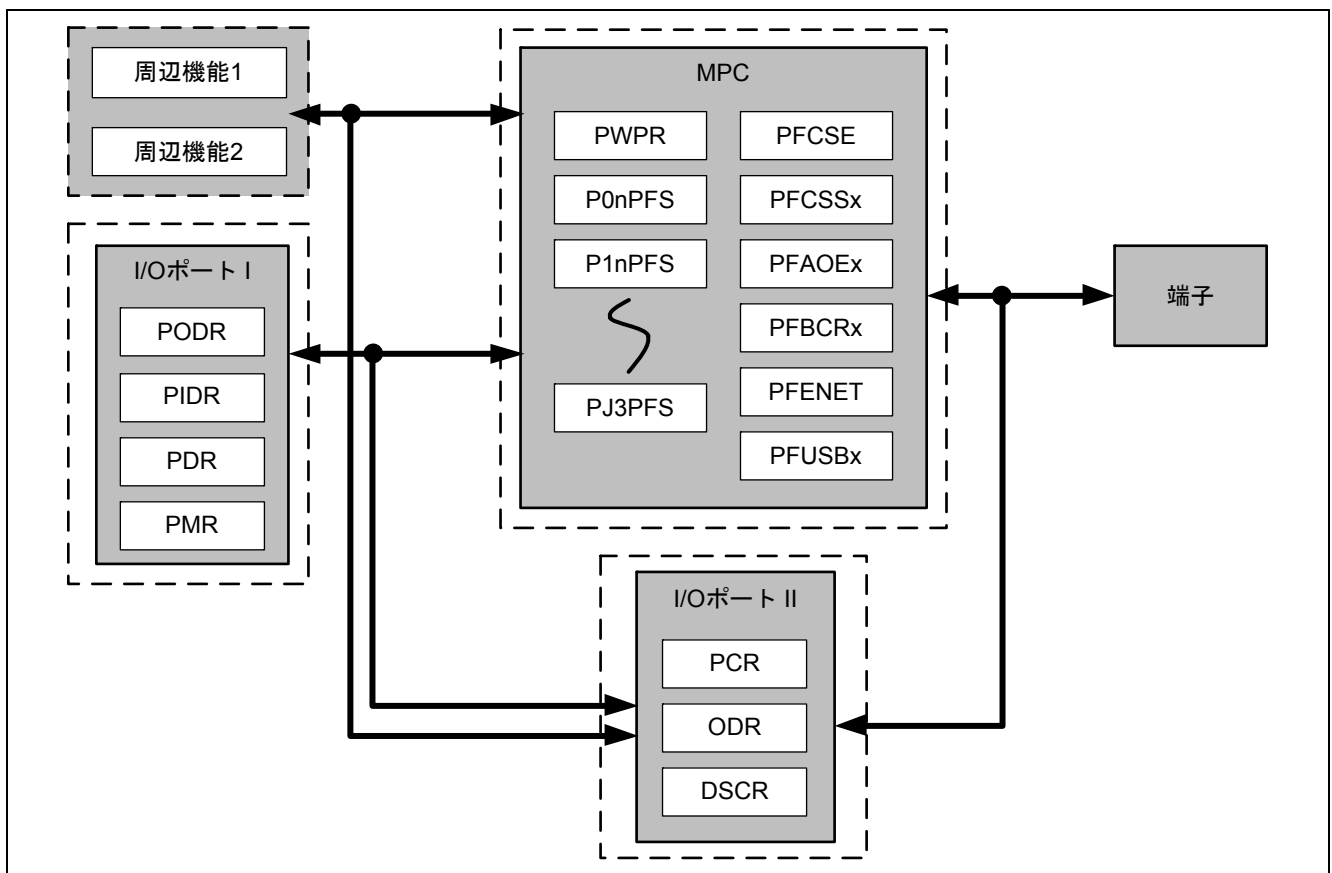 周辺機能1
周辺機能2
I/Oポート I
PODR
PIDR
PDR
PMR
MPC
PWPR
P0nPFS
P1nPFS
PJ3PFS
PFCSE
PFCSSx
PFAOEx
PFBCRx
PFENET
PFUSBx
端子
I/Oポート II
PCR
ODR
DSCR